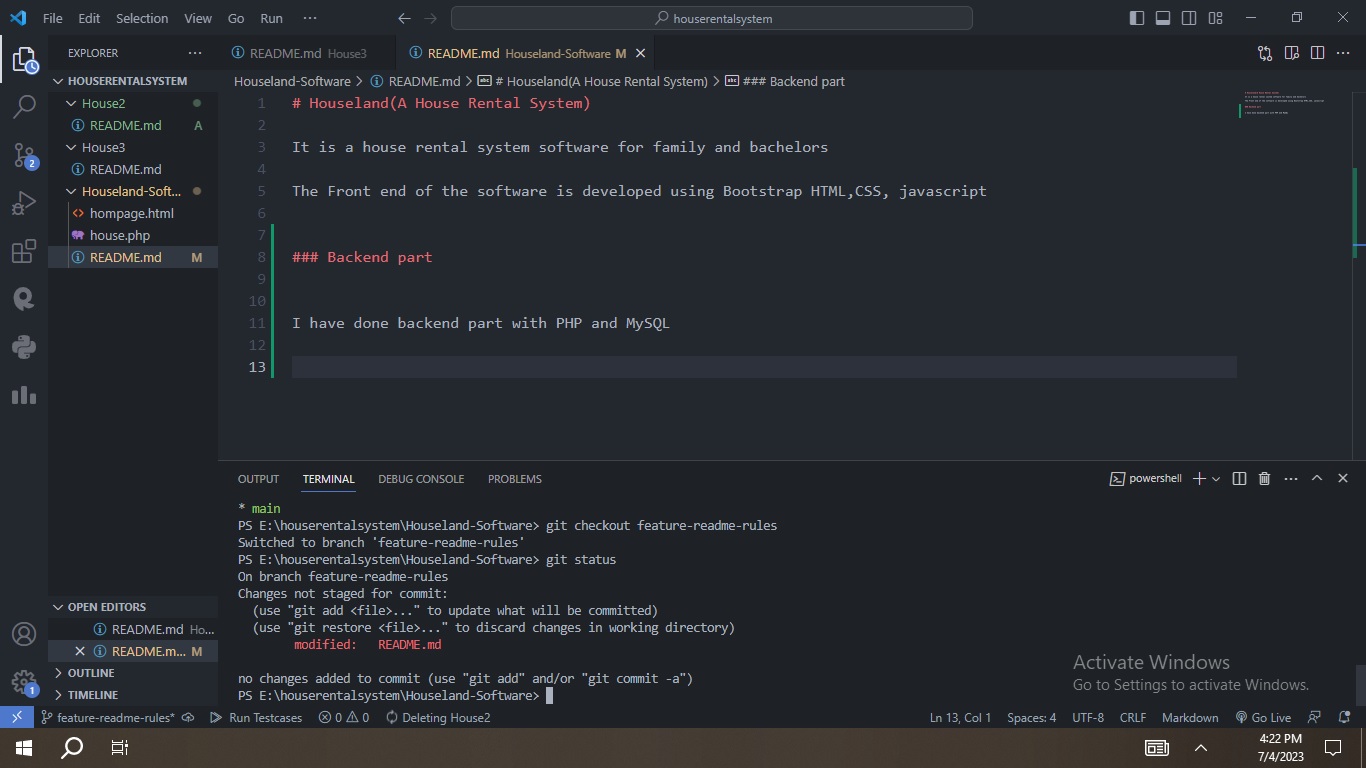 File Edit Selection View Go Run ···
houserentalsystem
EXPLORER ···
README.md House3
README.md Houseland-Software M
HOUSERENTALSYSTEM
House2
README.md A
House3
README.md
Houseland-Soft...
hompage.html
house.php
README.md M
Houseland-Software > README.md > # Houseland(A House Rental System) > ### Backend part
1 # Houseland(A House Rental System)
2
3 It is a house rental system software for family and bachelors
4
5 The Front end of the software is developed using Bootstrap HTML,CSS, javascript
6
7
8 ### Backend part
9
10
11 I have done backend part with PHP and MySQL
12
13
2
1
OUTPUT TERMINAL DEBUG CONSOLE PROBLEMS
powershell
* main
PS E:\houserentalsystem\Houseland-Software> git checkout feature-readme-rules
Switched to branch 'feature-readme-rules'
PS E:\houserentalsystem\Houseland-Software> git status
On branch feature-readme-rules
Changes not staged for commit:
(use "git add <file>..." to update what will be committed)
(use "git restore <file>..." to discard changes in working directory)
modified: README.md
no changes added to commit (use "git add" and/or "git commit -a")
PS E:\houserentalsystem\Houseland-Software>
OPEN EDITORS
README.md Ho...
README.m... M
OUTLINE
TIMELINE
Activate Windows
Go to Settings to activate Windows.
feature-readme-rules* Run Testcases 0 0 Deleting House2
Ln 13, Col 1 Spaces: 4 UTF-8 CRLF Markdown Go Live
4:22 PM
7/4/2023